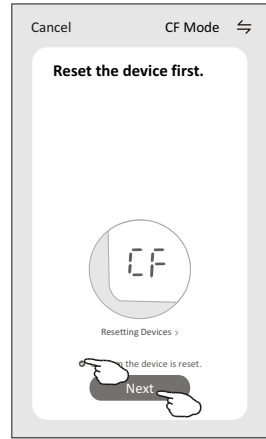 Cancel CF Mode
Reset the device first.
CF
Resetting Devices >
the device is reset.
Next